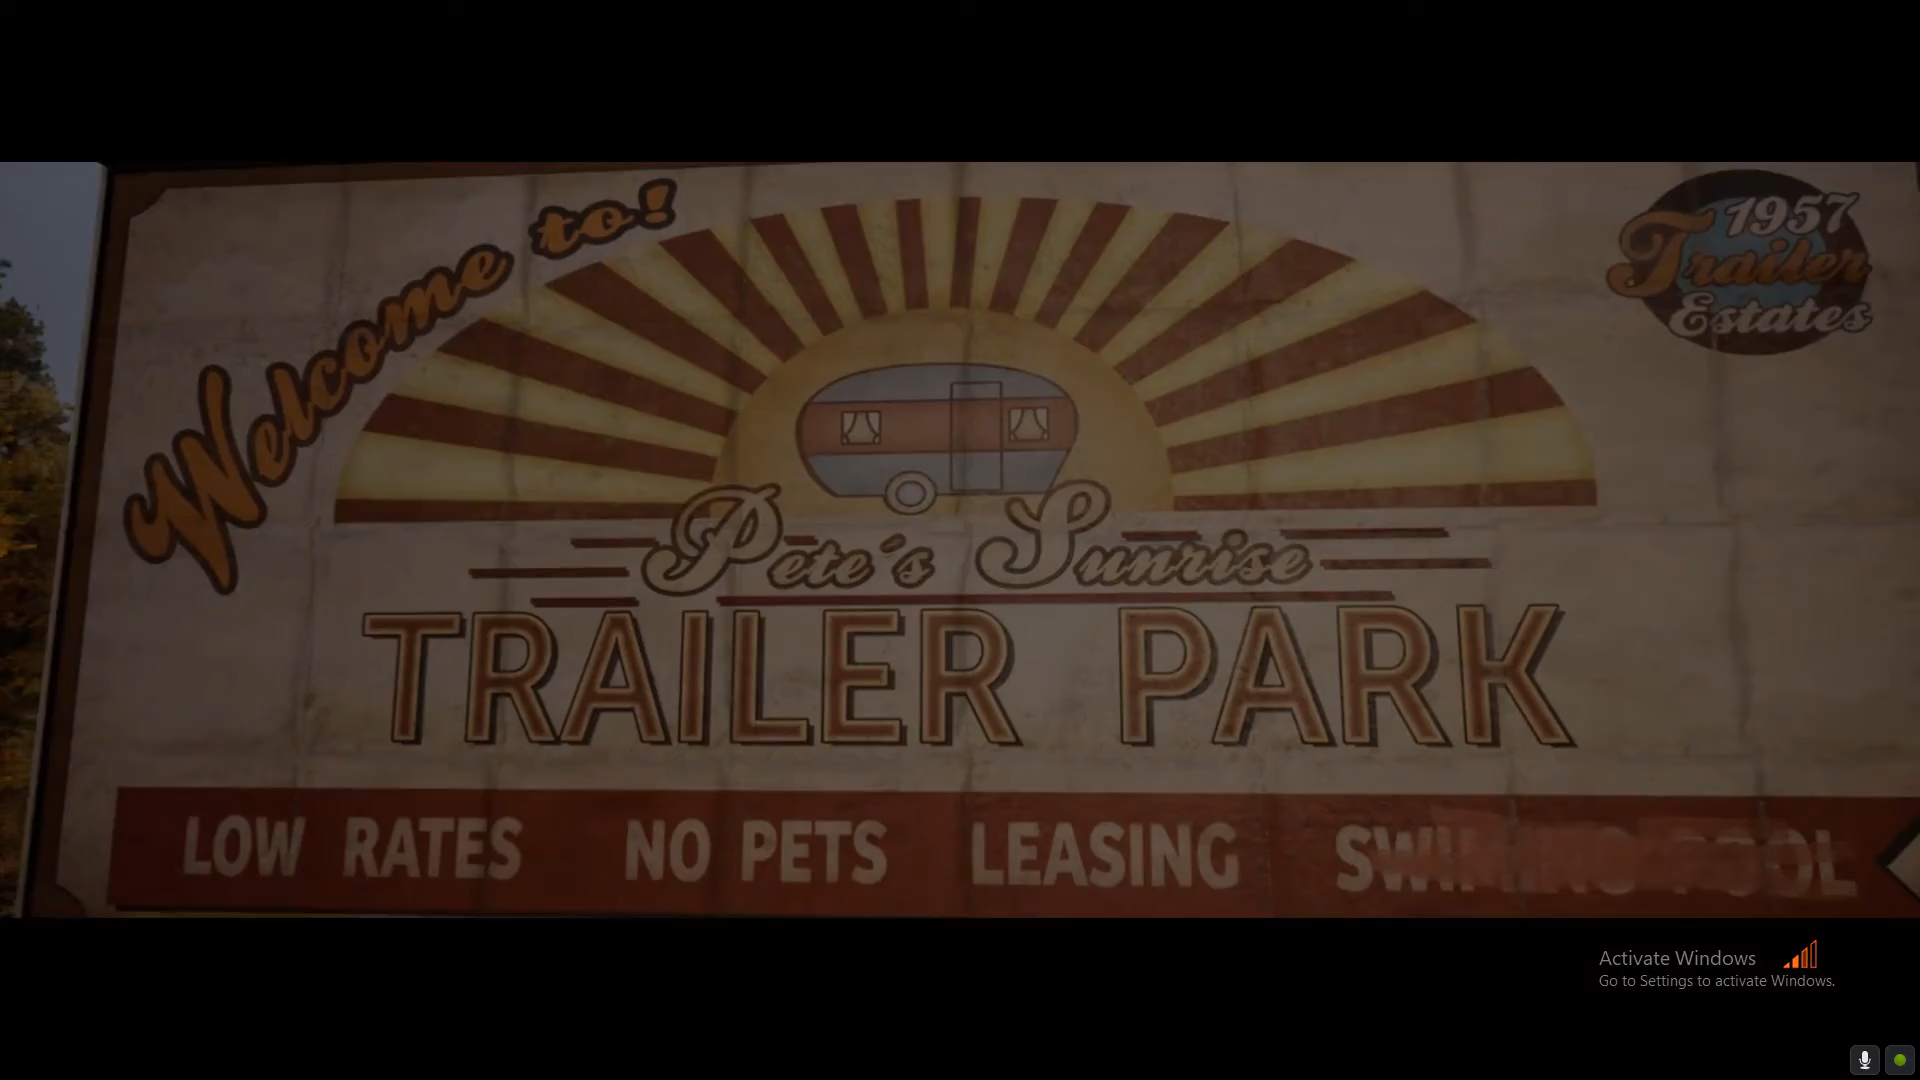 Welcome to!
1957
Trailer
Estates
Pete's Sunrise
TRAILER PARK
LOW RATES NO PETS LEASING
Activate Windows
Go to Settings to activate Windows.